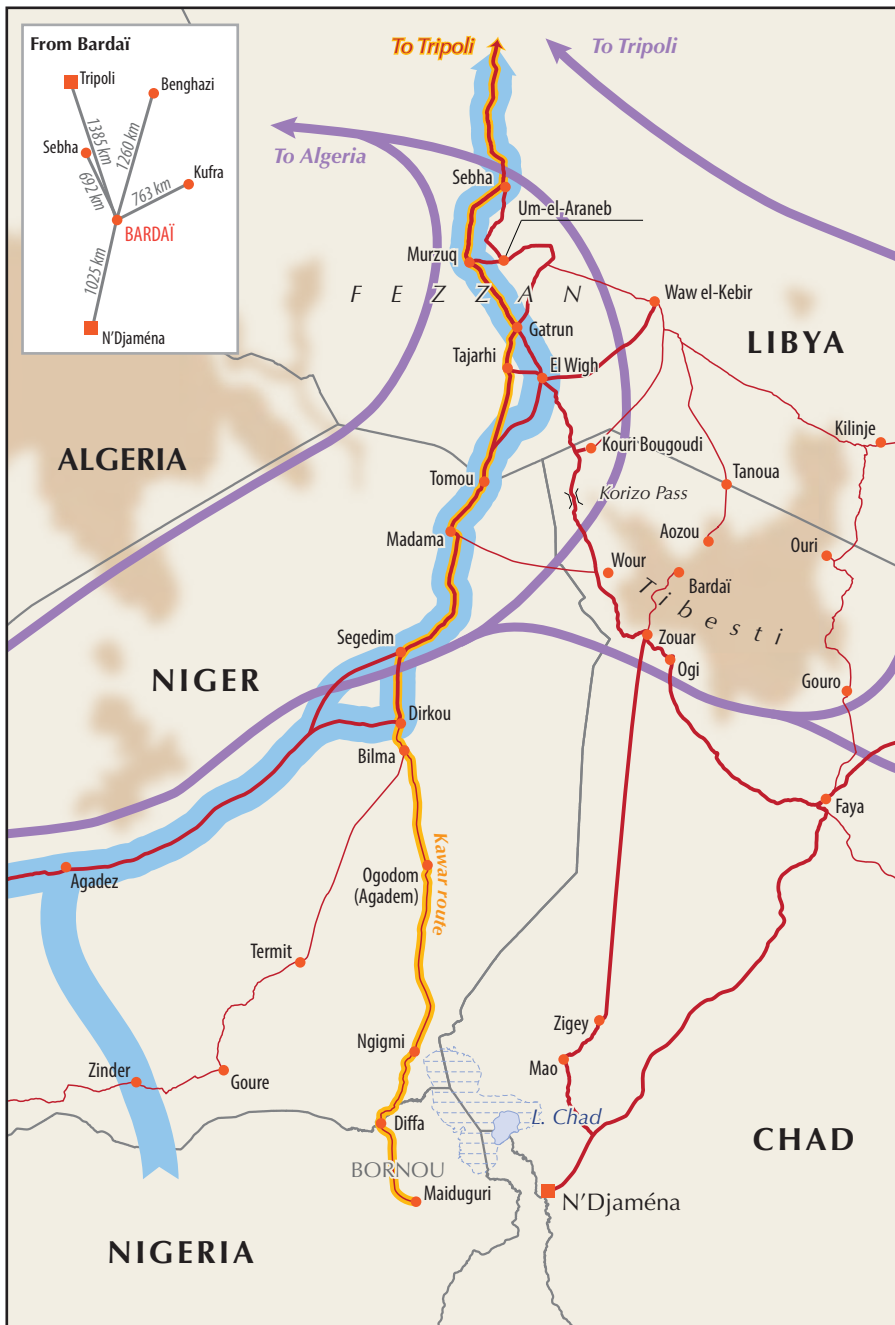 From Bardaï
Tripoli
Benghazi
Sebha
Kufra
1385 km
1260 km
692 km
763 km
BARDAÏ
1025 km
N'Djaména
To Tripoli
To Tripoli
To Algeria
Sebha
Um-el-Araneb
Murzuq
FEZZAN
Waw el-Kebir
Gatrun
LIBYA
Tajarhi
El Wigh
Kilinje
Kouri Bougoudi
ALGERIA
Tanoua
Tomou
Korizo Pass
Aozou
Madama
Ouri
Wour
Bardaï
Tibesti
Segedim
Zouar
NIGER
Ogi
Gouro
Dirkou
Bilma
Faya
Kawar route
Agadez
Ogodom
(Agadem)
Termit
Zigey
Ngigmi
Mao
Zinder
Goure
L. Chad
Diffa
CHAD
BORNOU
Maiduguri
N'Djaména
NIGERIA